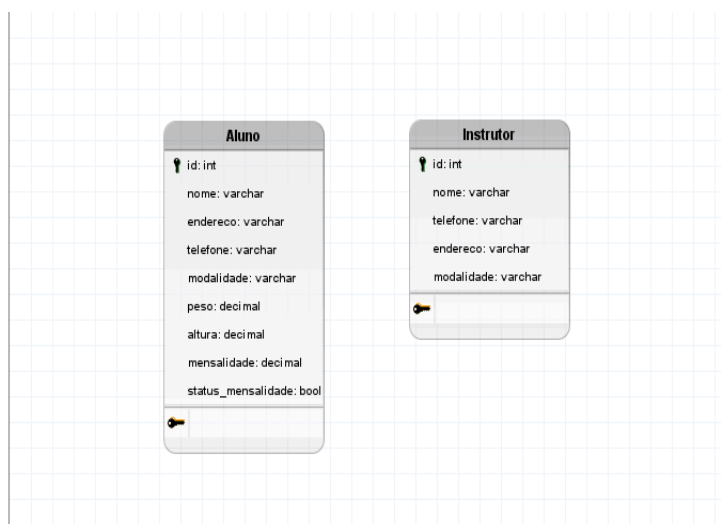 Aluno
id: int
nome: varchar
endereco: varchar
telefone: varchar
modalidade: varchar
peso: decimal
altura: decimal
mensalidade: decimal
status_mensalidade: bool
Instrutor
id: int
nome: varchar
telefone: varchar
endereco: varchar
modalidade: varchar